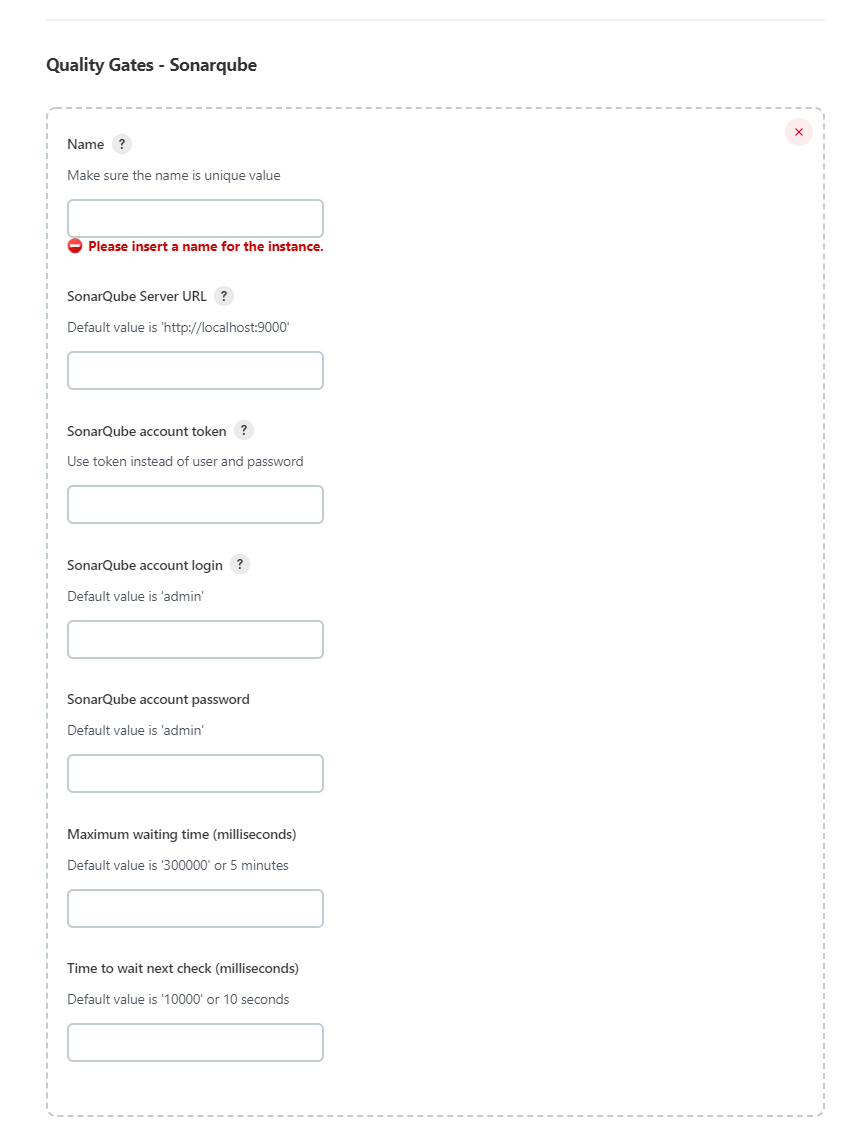 Quality Gates - Sonarqube
Name ?
Make sure the name is unique value
Please insert a name for the instance.
SonarQube Server URL ?
Default value is 'http://localhost:9000'
SonarQube account token ?
Use token instead of user and password
SonarQube account login ?
Default value is 'admin'
SonarQube account password
Default value is 'admin'
Maximum waiting time (milliseconds)
Default value is '300000' or 5 minutes
Time to wait next check (milliseconds)
Default value is '10000' or 10 seconds